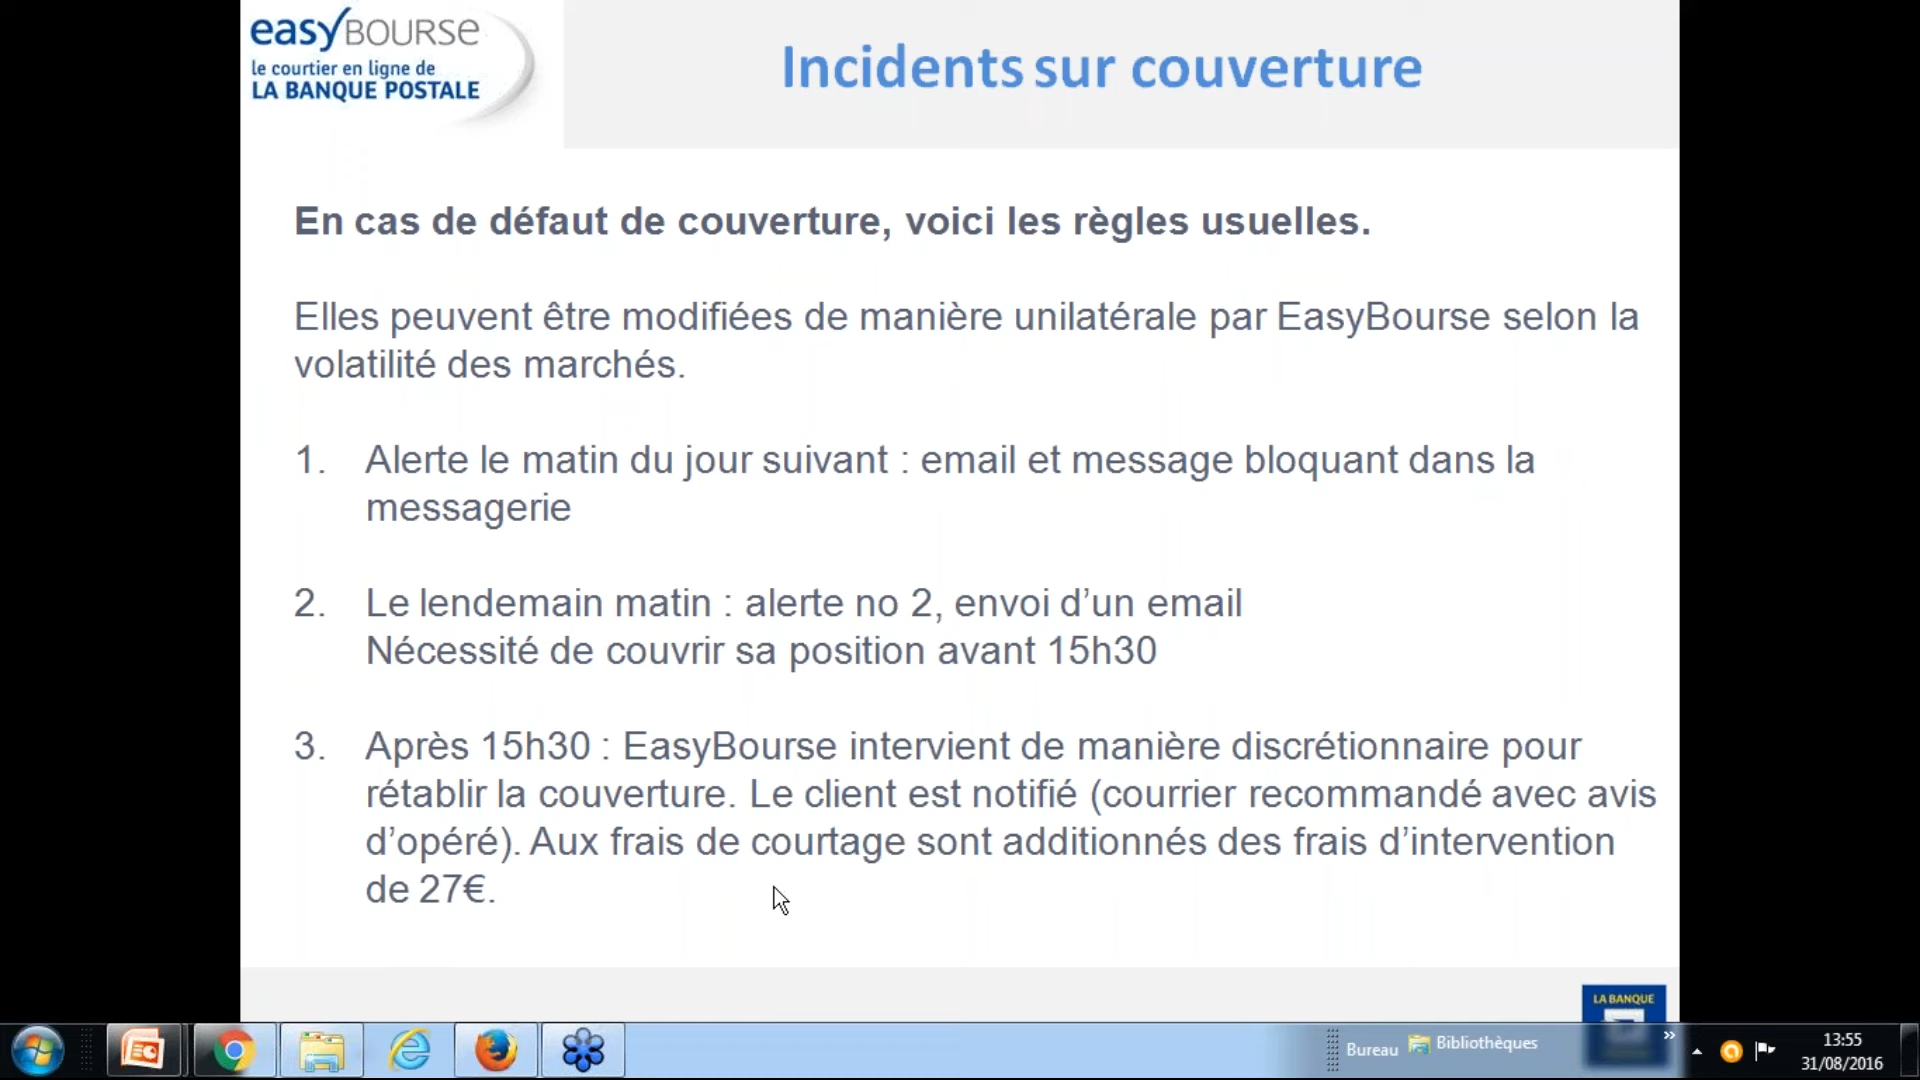 easyBOURSE
le courtier en ligne de
LA BANQUE POSTALE
Incidents sur couverture
En cas de défaut de couverture, voici les règles usuelles.
Elles peuvent être modifiées de manière unilatérale par EasyBourse selon la
volatilité des marchés.
1. Alerte le matin du jour suivant : email et message bloquant dans la
messagerie
2. Le lendemain matin : alerte no 2, envoi d’un email
Nécessité de couvrir sa position avant 15h30
3. Après 15h30 : EasyBourse intervient de manière discrétionnaire pour
rétablir la couverture. Le client est notifié (courrier recommandé avec avis
d’opéré). Aux frais de courtage sont additionnés des frais d’intervention
de 27€.
LA BANQUE
Bureau
Bibliothèques
»
13:55
31/08/2016